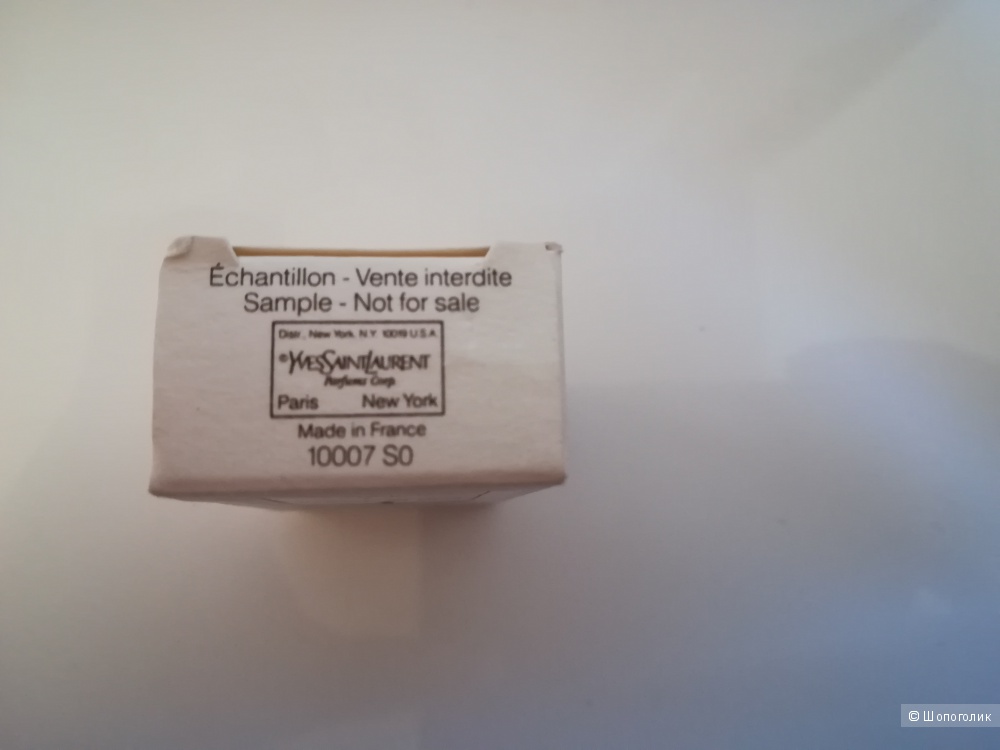 Échantillon - Vente interdite
Sample - Not for sale
Distr., New York, N.Y. 10019 U.S.A.
® YVESSAINTLAURENT
Parfums Corp.
Paris New York
Made in France
10007 S0
© Шопоголик